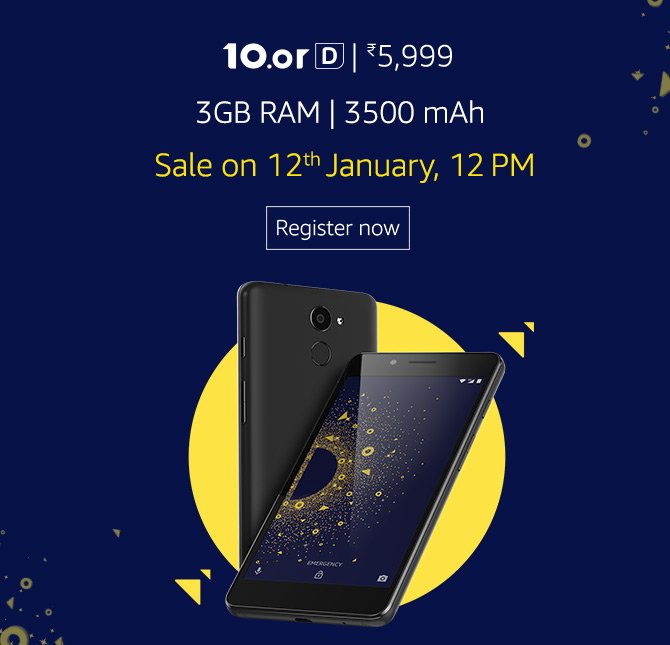 10.or D | ₹5,999
3GB RAM | 3500 mAh
Sale on 12th January, 12 PM
Register now
EMERGENCY